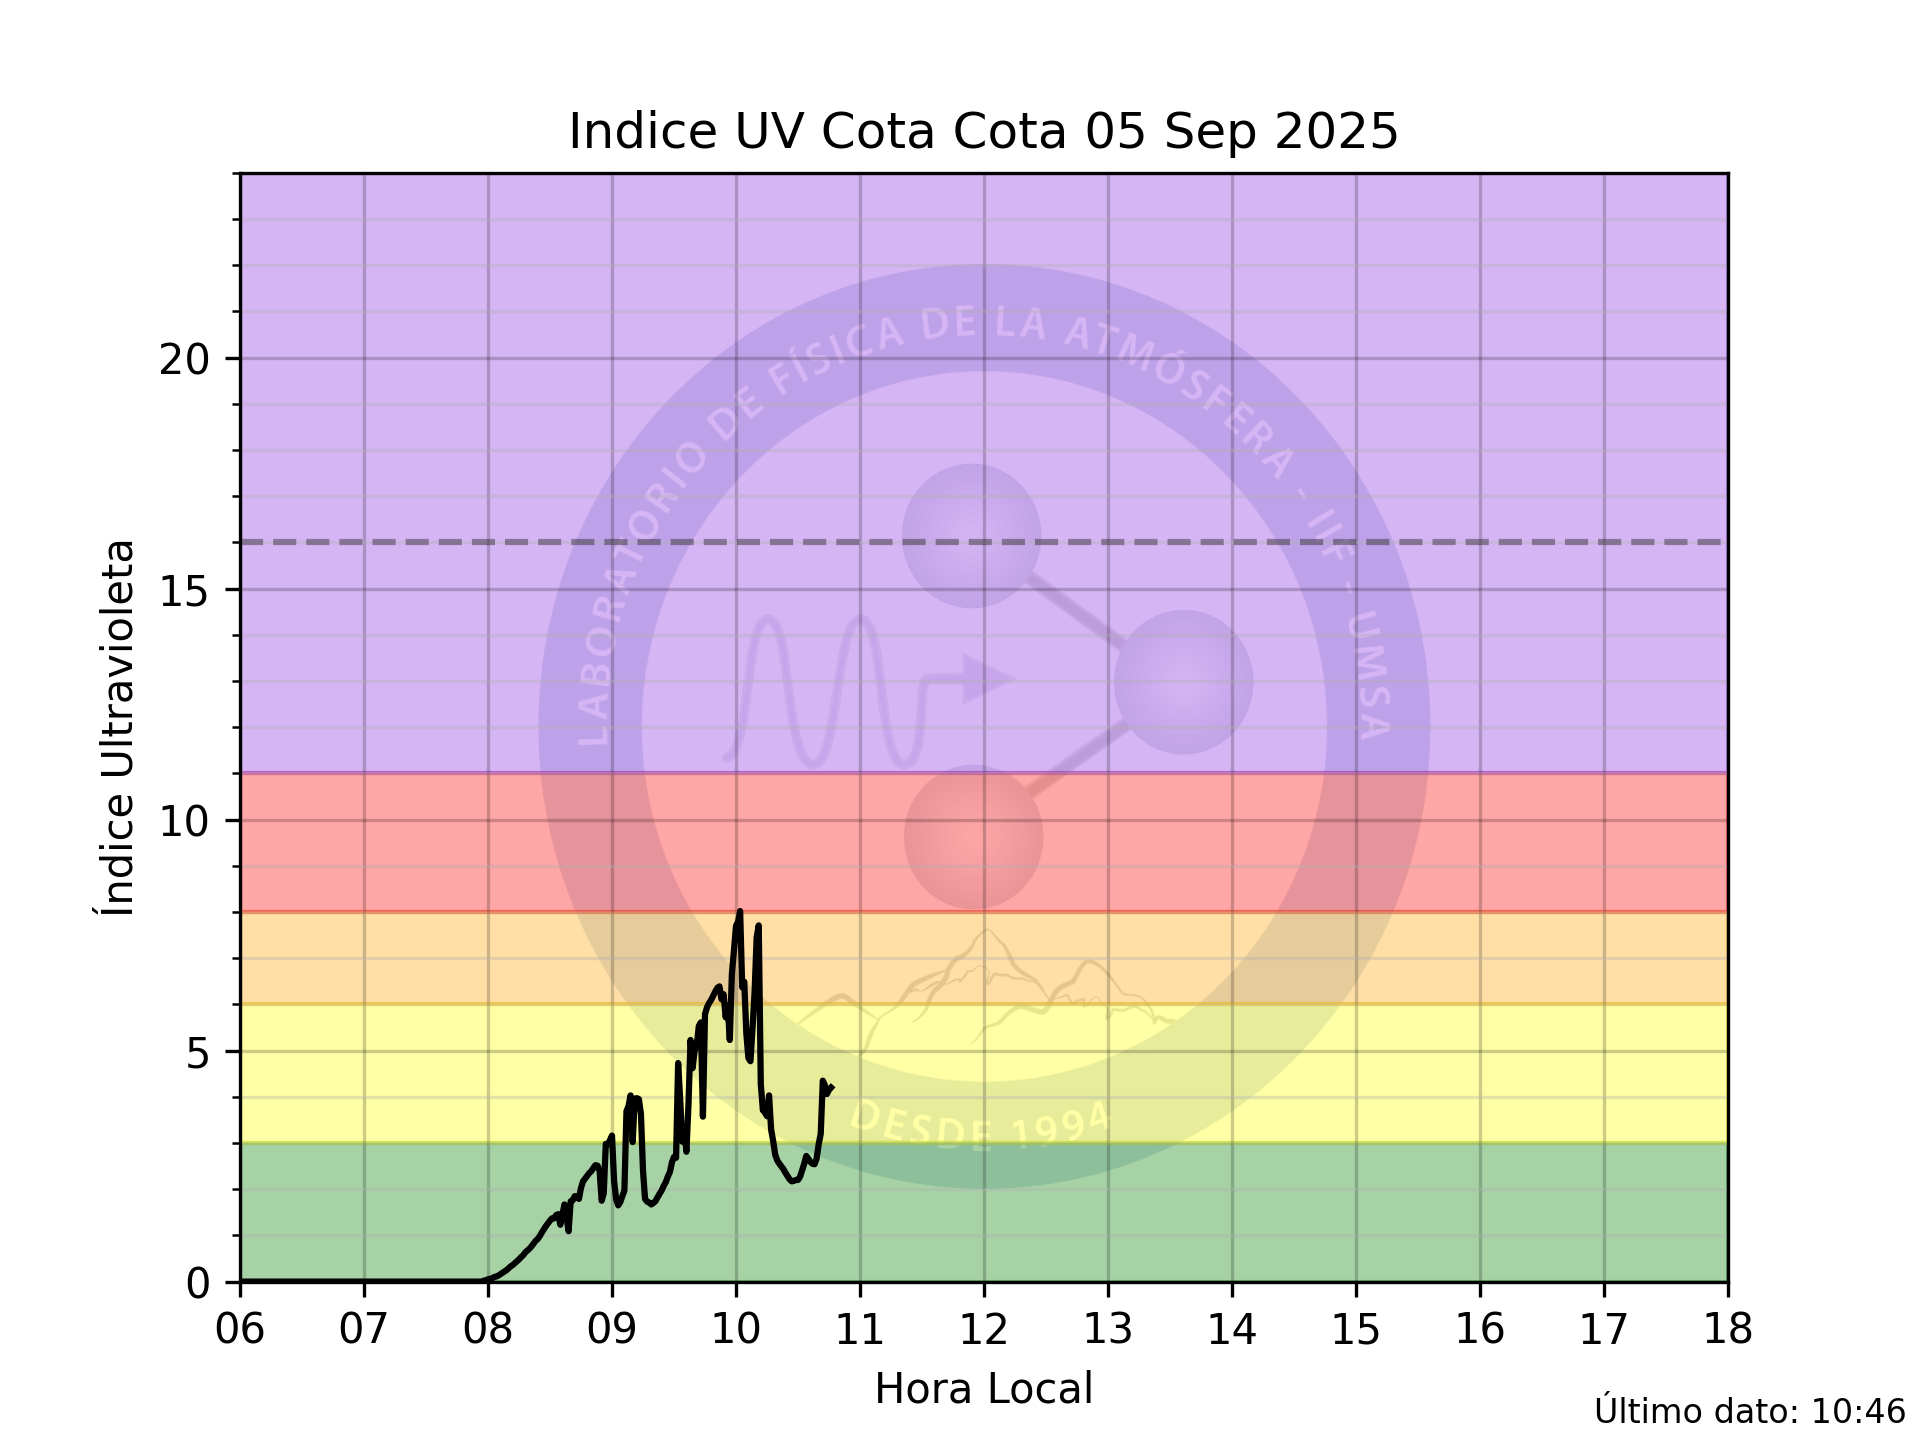 Indice UV Cota Cota 05 Sep 2025
Índice Ultravioleta
20
15
10
5
0
LABORATORIO DE FÍSICA DE LA ATMÓSFERA - IIF - UMSA
DESDE 1994
06 07 08 09 10 11 12 13 14 15 16 17 18
Hora Local
Último dato: 10:46